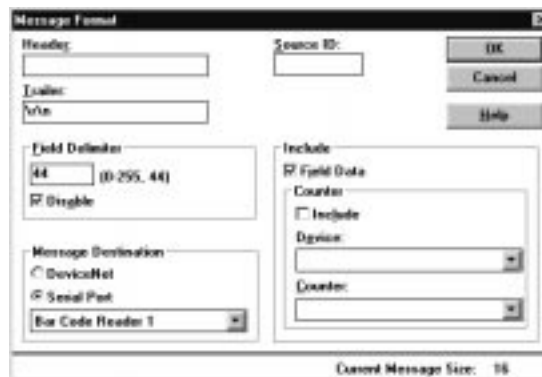 Message Format
Header:
Source ID:
OK
Cancel
Help
Trailer:
\r\n
Field Delimiter
44 (0-255, 44)
Disable
Message Destination
DeviceNet
Serial Port
Bar Code Reader 1
Include
Field Data
Counter
Include
Device:
Counter:
Current Message Size: 16